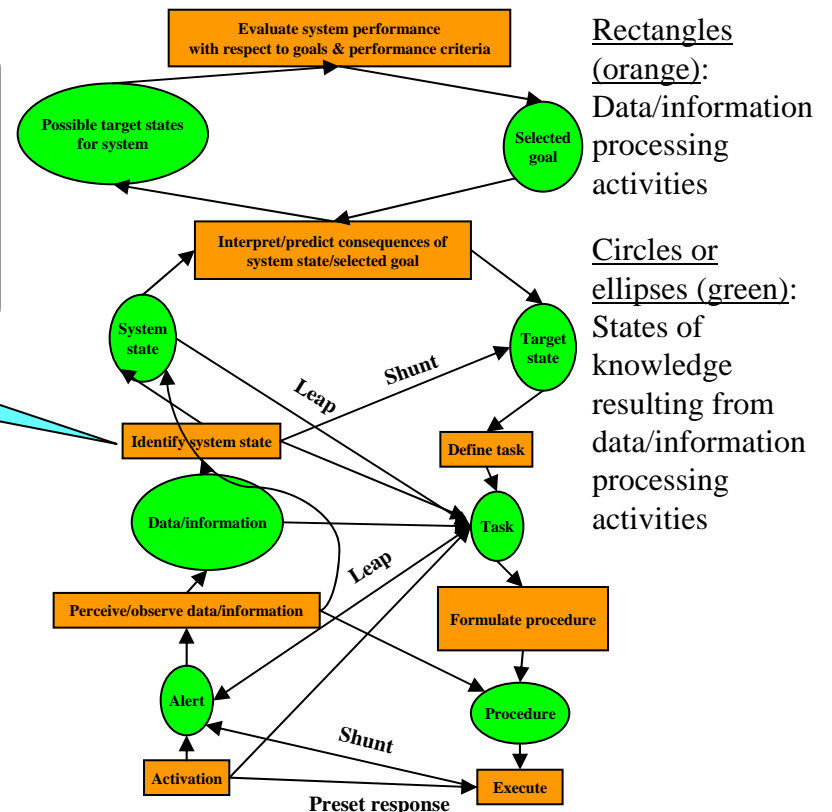 Evaluate system performance
with respect to goals & performance criteria
Possible target states
for system
Selected
goal
Interpret/predict consequences of
system state/selected goal
System
state
Target
state
Leap
Shunt
Identify system state
Define task
Data/information
Task
Leap
Perceive/observe data/information
Formulate procedure
Alert
Procedure
Shunt
Activation
Execute
Preset response
Rectangles
(orange):
Data/information
processing
activities
Circles or
ellipses (green):
States of
knowledge
resulting from
data/information
processing
activities